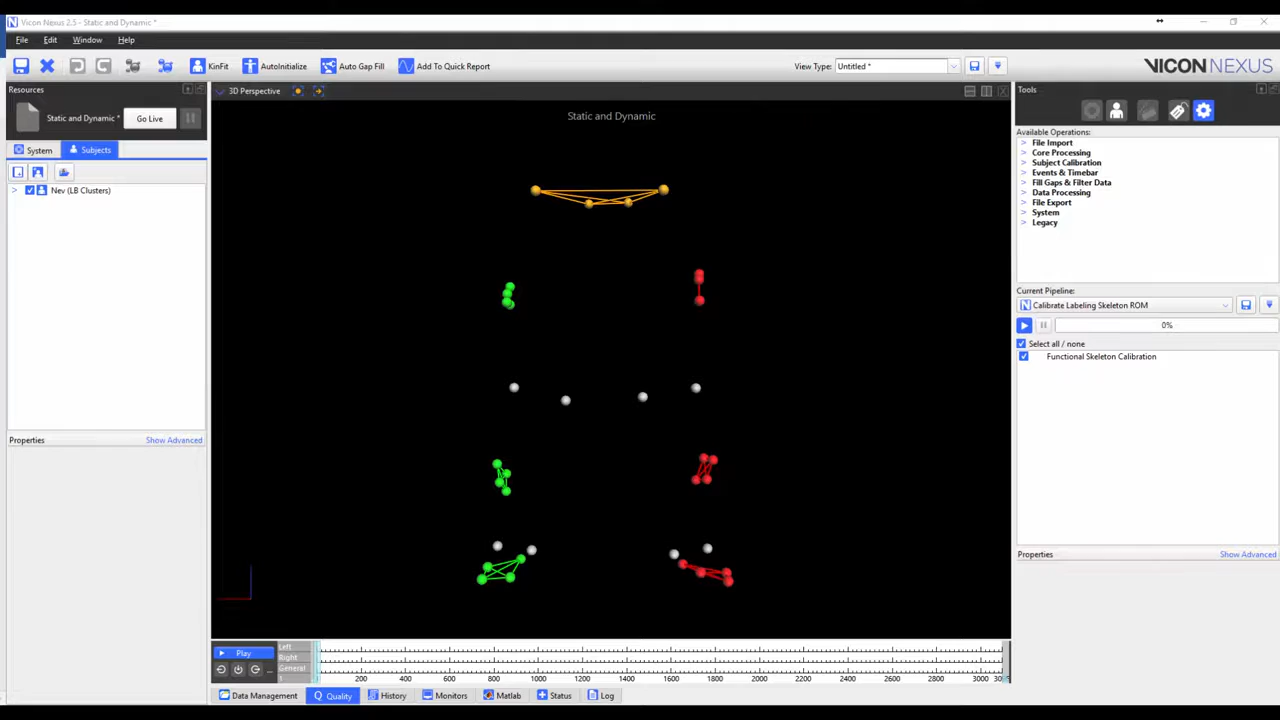 Vicon Nexus 2.5 - Static and Dynamic *
File Edit Window Help
KinFit AutoInitialize Auto Gap Fill Add To Quick Report View Type: Untitled * VICON NEXUS
Resources
3D Perspective
Tools
Static and Dynamic * Go Live
Static and Dynamic
System Subjects
Nev (LB Clusters)
Available Operations:
> File Import
> Core Processing
> Subject Calibration
> Events & Timebar
> Fill Gaps & Filter Data
> Data Processing
> File Export
> System
> Legacy
Current Pipeline:
Calibrate Labeling Skeleton ROM
0%
Select all / none
Functional Skeleton Calibration
Properties Show Advanced
Properties Show Advanced
Play
Left
Right
General
1
200 400 600 800 1000 1200 1400 1600 1800 2000 2200 2400 2600 2800 3000
Data Management Quality History Monitors Matlab Status Log